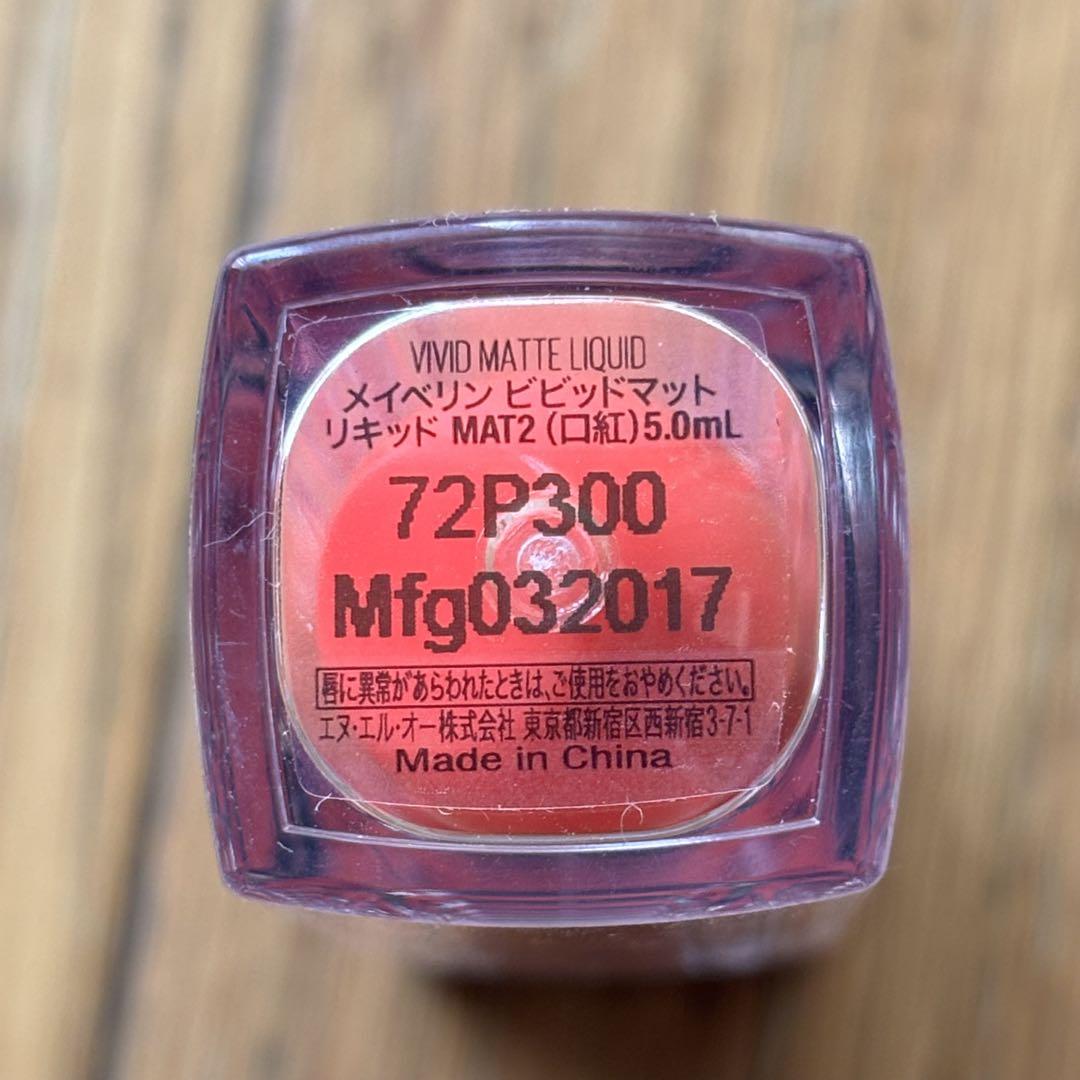 VIVID MATTE LIQUID
メイベリン ビビッドマット
リキッド MAT2 (口紅)5.0mL
72P300
Mfg032017
唇に異常があらわれたときは、ご使用をおやめください。
エヌ・エル・オー株式会社 東京都新宿区西新宿3-7-1
Made in China